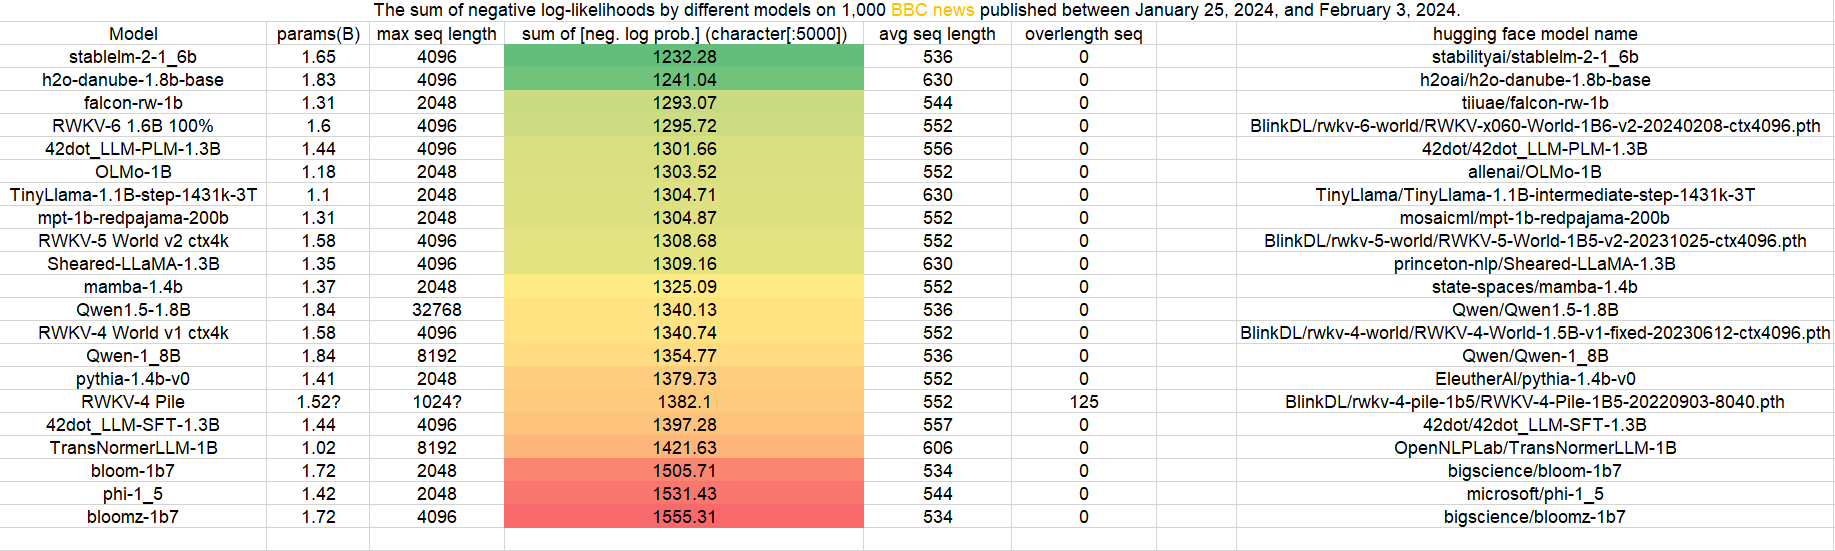 The sum of negative log-likelihoods by different models on 1,000 BBC news published between January 25, 2024, and February 3, 2024.
Model params(B) max seq length sum of [neg. log prob.] (character[:5000]) avg seq length overlength seq hugging face model name
stablelm-2-1_6b 1.65 4096 1232.28 536 0 stabilityai/stablelm-2-1_6b
h2o-danube-1.8b-base 1.83 4096 1241.04 630 0 h2oai/h2o-danube-1.8b-base
falcon-rw-1b 1.31 2048 1293.07 544 0 tiiuae/falcon-rw-1b
RWKV-6 1.6B 100% 1.6 4096 1295.72 552 0 BlinkDL/rwkv-6-world/RWKV-x060-World-1B6-v2-20240208-ctx4096.pth
42dot_LLM-PLM-1.3B 1.44 4096 1301.66 556 0 42dot/42dot_LLM-PLM-1.3B
OLMo-1B 1.18 2048 1303.52 552 0 allenai/OLMo-1B
TinyLlama-1.1B-step-1431k-3T 1.1 2048 1304.71 630 0 TinyLlama/TinyLlama-1.1B-intermediate-step-1431k-3T
mpt-1b-redpajama-200b 1.31 2048 1304.87 552 0 mosaicml/mpt-1b-redpajama-200b
RWKV-5 World v2 ctx4k 1.58 4096 1308.68 552 0 BlinkDL/rwkv-5-world/RWKV-5-World-1B5-v2-20231025-ctx4096.pth
Sheared-LLaMA-1.3B 1.35 4096 1309.16 630 0 princeton-nlp/Sheared-LLaMA-1.3B
mamba-1.4b 1.37 2048 1325.09 552 0 state-spaces/mamba-1.4b
Qwen1.5-1.8B 1.84 32768 1340.13 536 0 Qwen/Qwen1.5-1.8B
RWKV-4 World v1 ctx4k 1.58 4096 1340.74 552 0 BlinkDL/rwkv-4-world/RWKV-4-World-1.5B-v1-fixed-20230612-ctx4096.pth
Qwen-1_8B 1.84 8192 1354.77 536 0 Qwen/Qwen-1_8B
pythia-1.4b-v0 1.41 2048 1379.73 552 0 EleutherAI/pythia-1.4b-v0
RWKV-4 Pile 1.52? 1024? 1382.1 552 125 BlinkDL/rwkv-4-pile-1b5/RWKV-4-Pile-1B5-20220903-8040.pth
42dot_LLM-SFT-1.3B 1.44 4096 1397.28 557 0 42dot/42dot_LLM-SFT-1.3B
TransNormerLLM-1B 1.02 8192 1421.63 606 0 OpenNLPLab/TransNormerLLM-1B
bloom-1b7 1.72 2048 1505.71 534 0 bigscience/bloom-1b7
phi-1_5 1.42 2048 1531.43 544 0 microsoft/phi-1_5
bloomz-1b7 1.72 4096 1555.31 534 0 bigscience/bloomz-1b7